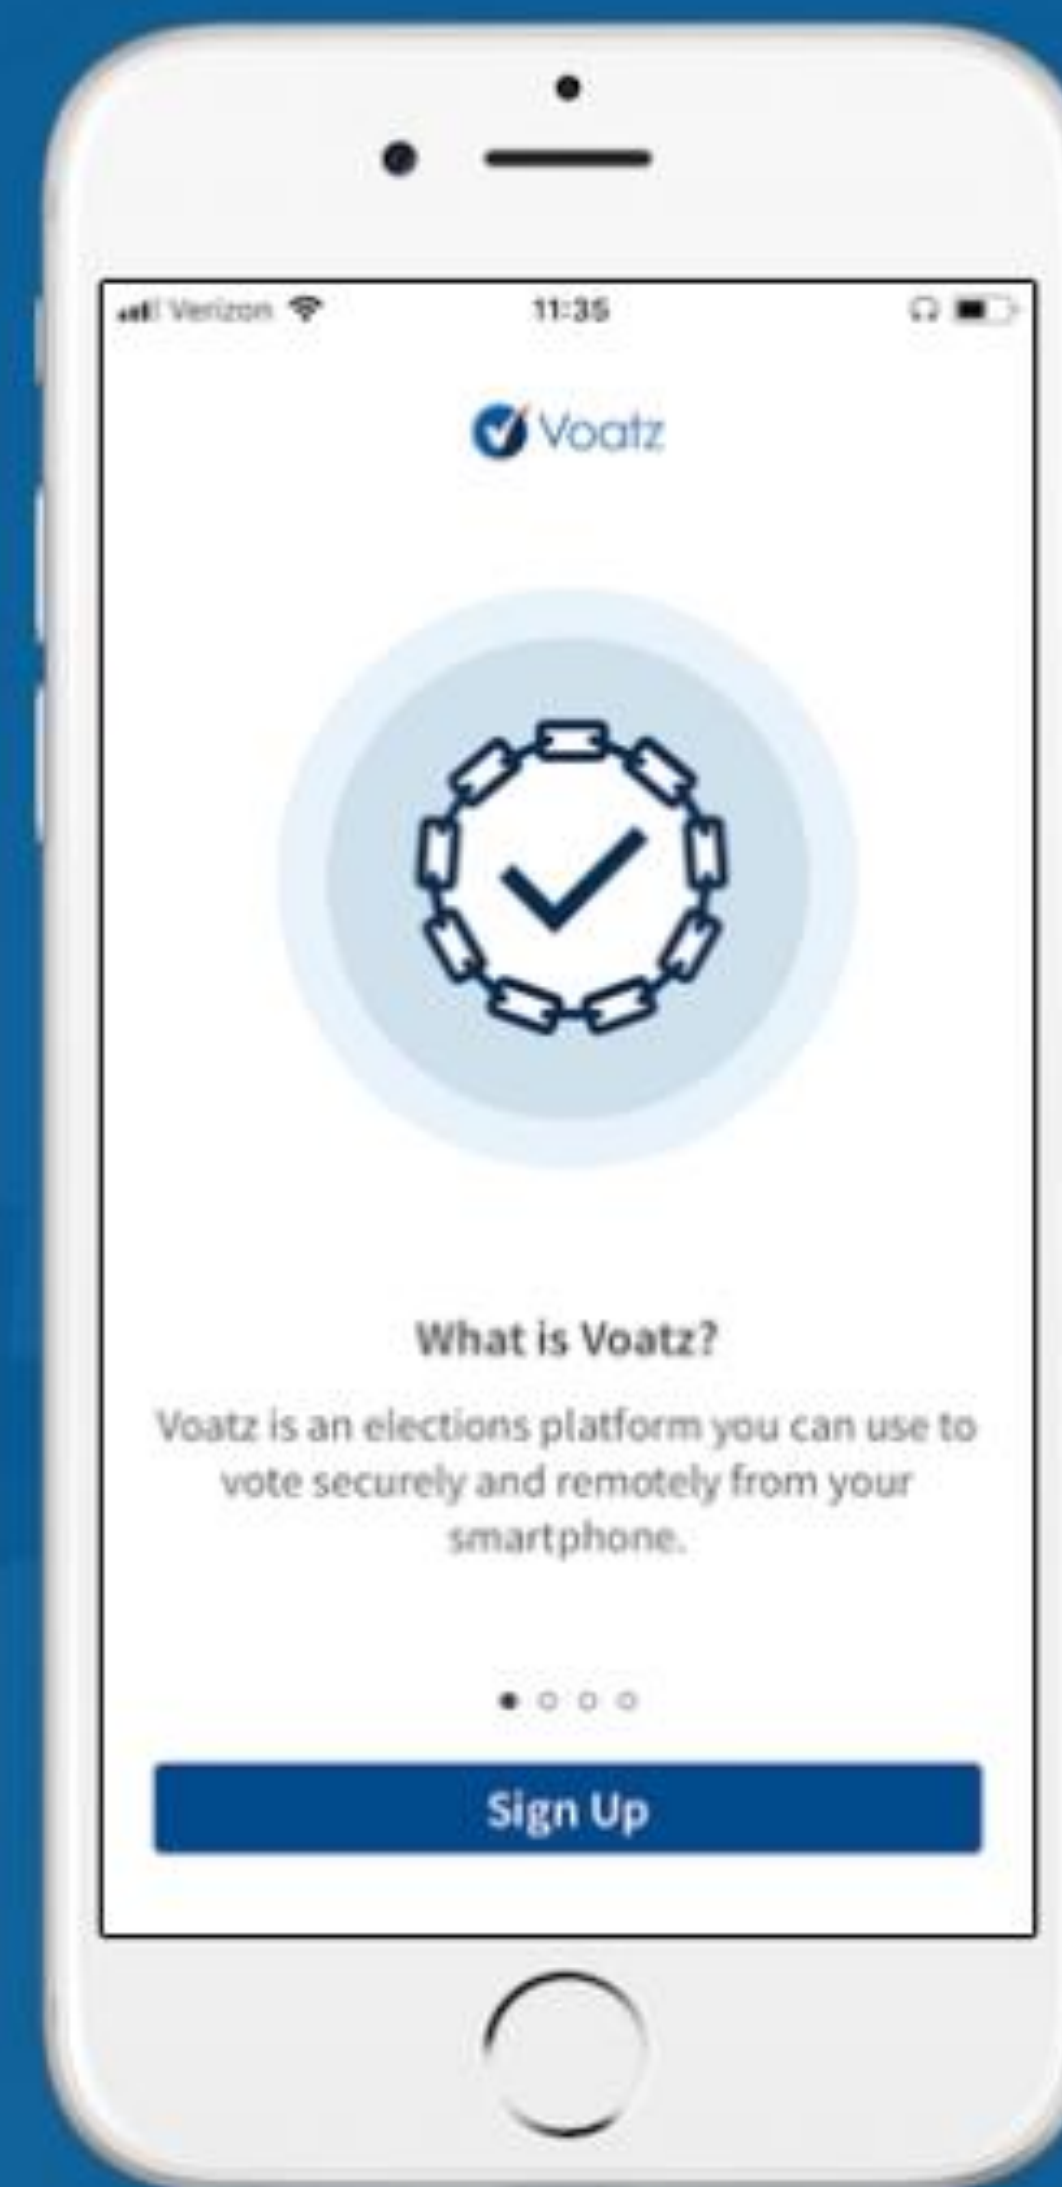 Verizon 11:35
Voatz
What is Voatz?
Voatz is an elections platform you can use to
vote securely and remotely from your
smartphone.
Sign Up